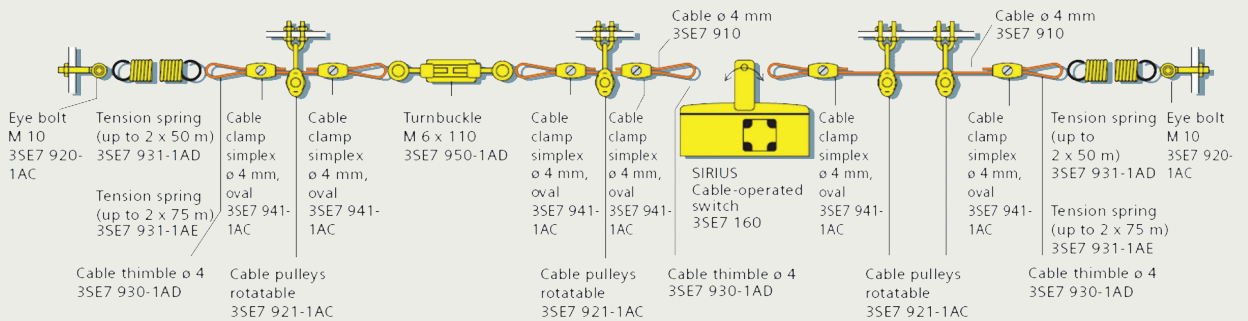 Cable ø 4 mm
3SE7 910
Cable ø 4 mm
3SE7 910
Eye bolt
M 10
3SE7 920-
1AC
Tension spring
(up to 2 x 50 m)
3SE7 931-1AD
Tension spring
(up to 2 x 75 m)
3SE7 931-1AE
Cable
clamp
simplex
ø 4 mm,
oval
3SE7 941-
1AC
Cable
clamp
simplex
ø 4 mm,
oval
3SE7 941-
1AC
Turnbuckle
M 6 x 110
3SE7 950-1AD
Cable
clamp
simplex
ø 4 mm,
oval
3SE7 941-
1AC
Cable
clamp
simplex
ø 4 mm,
oval
3SE7 941-
1AC
SIRIUS
Cable-operated
switch
3SE7 160
Cable
clamp
simplex
ø 4 mm,
oval
3SE7 941-
1AC
Cable
clamp
simplex
ø 4 mm,
oval
3SE7 941-
1AC
Tension spring
(up to
2 x 50 m)
3SE7 931-1AD
Tension spring
(up to 2 x 75 m)
3SE7 931-1AE
Eye bolt
M 10
3SE7 920-
1AC
Cable thimble ø 4
3SE7 930-1AD
Cable pulleys
rotatable
3SE7 921-1AC
Cable pulleys
rotatable
3SE7 921-1AC
Cable thimble ø 4
3SE7 930-1AD
Cable pulleys
rotatable
3SE7 921-1AC
Cable thimble ø 4
3SE7 930-1AD